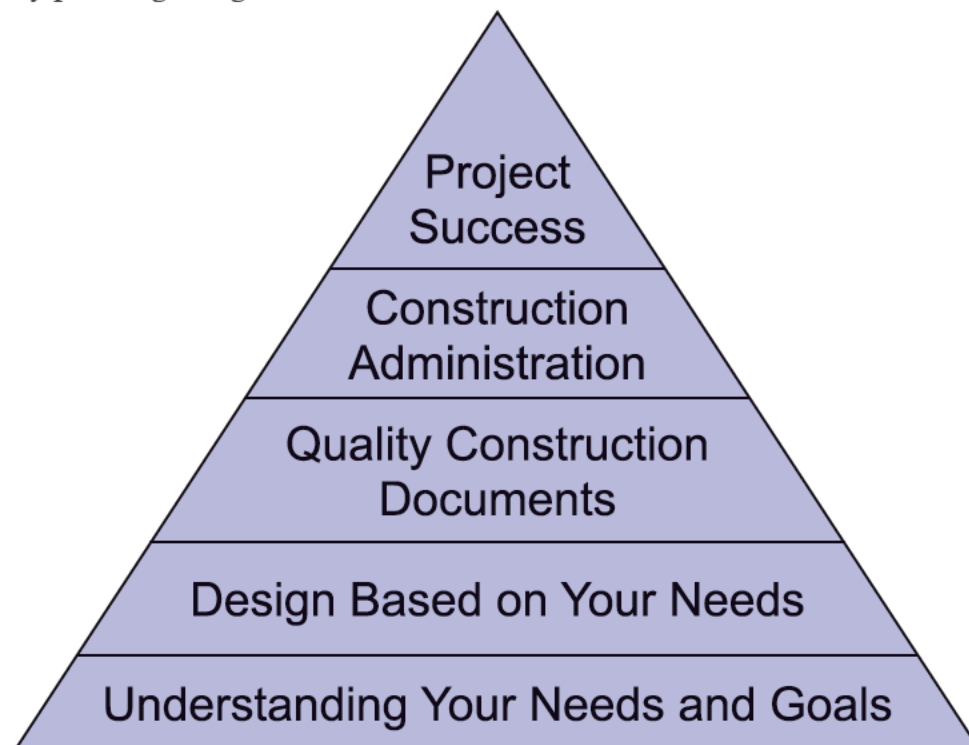 Project
Success
Construction
Administration
Quality Construction
Documents
Design Based on Your Needs
Understanding Your Needs and Goals